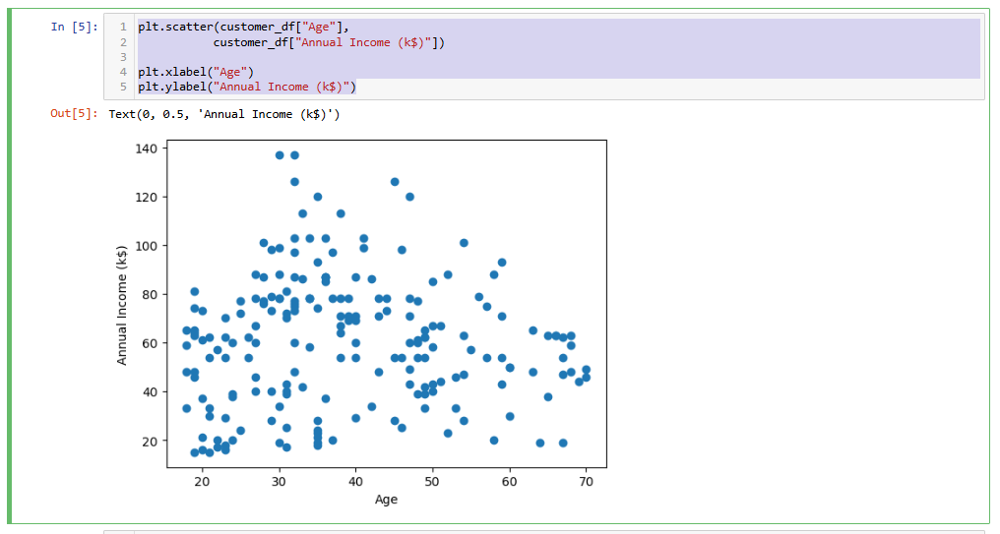 In [5]:
1 plt.scatter(customer_df["Age"],
2 customer_df["Annual Income (k$)"])
3
4 plt.xlabel("Age")
5 plt.ylabel("Annual Income (k$)")
Out[5]: Text(0, 0.5, 'Annual Income (k$)')
140
120
100
80
60
40
20
Annual Income (k$)
20 30 40 50 60 70
Age